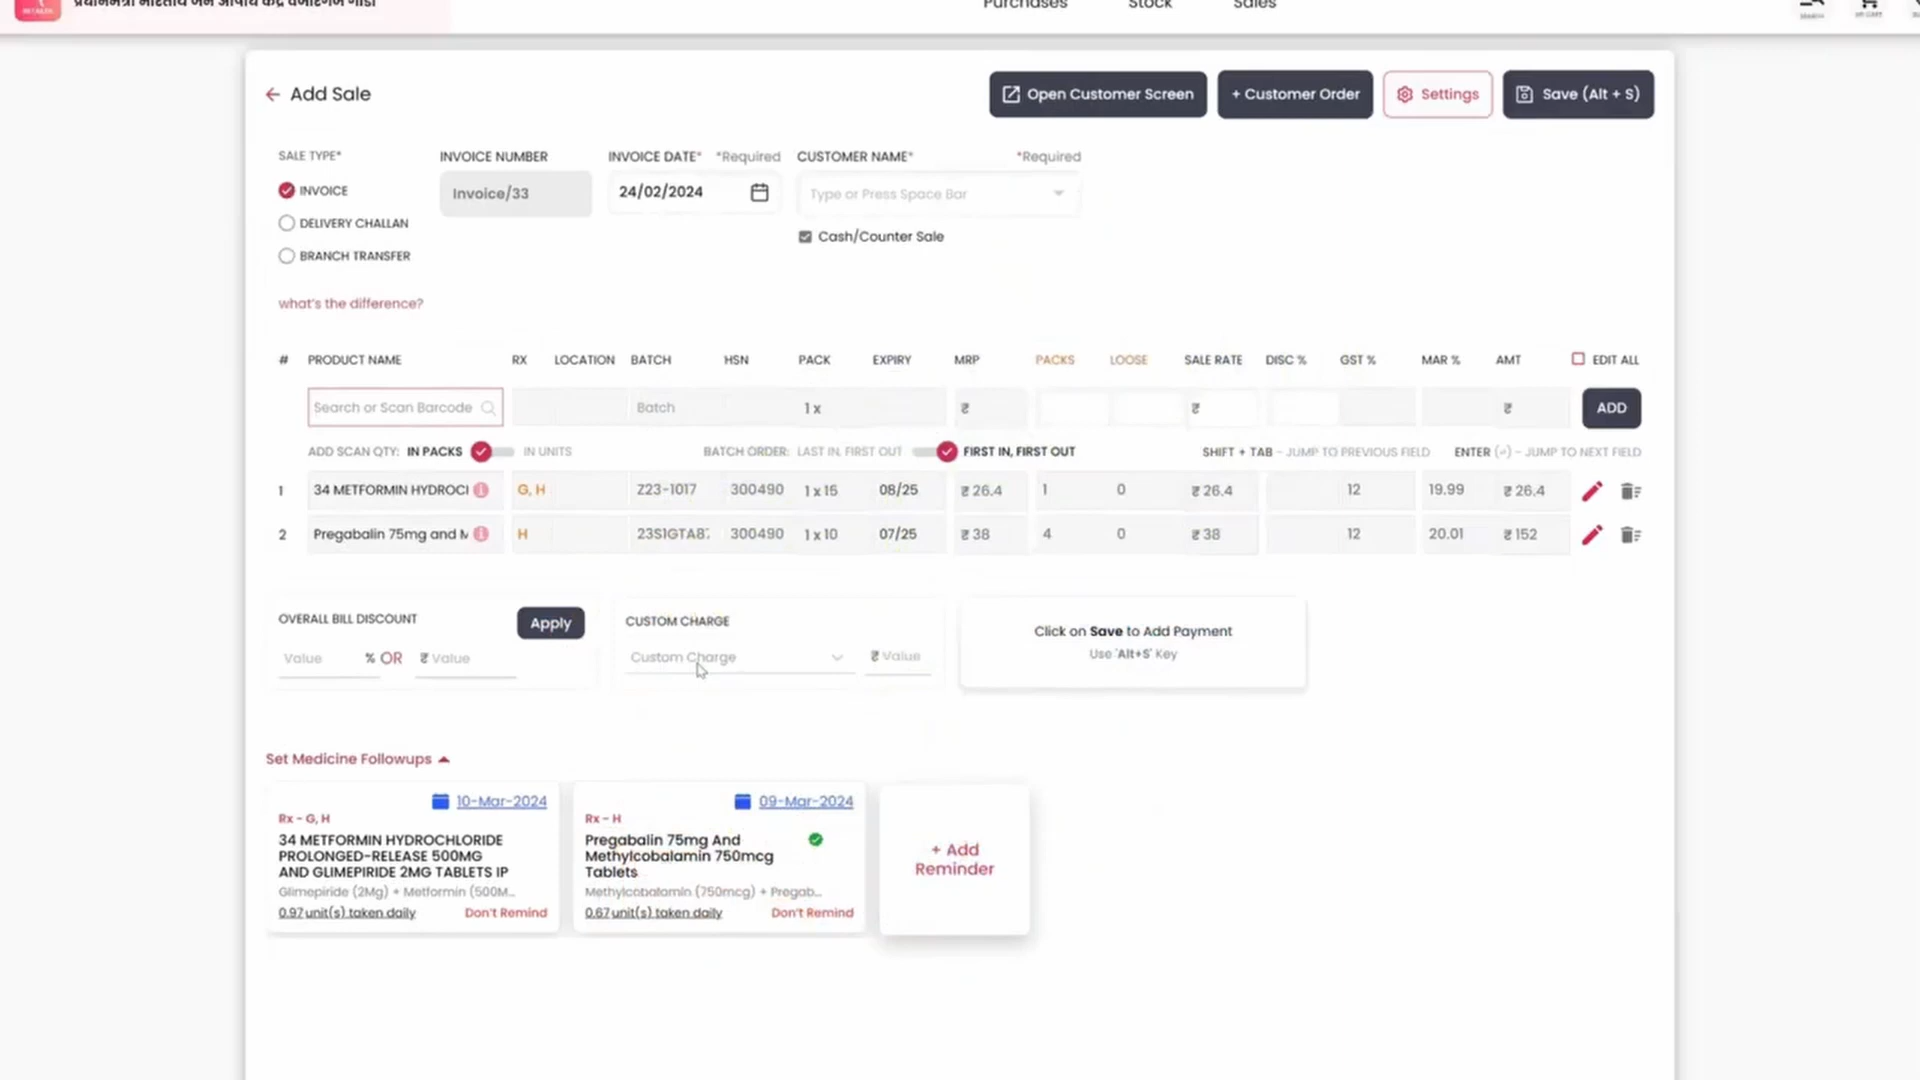 Purchases Stock Sales
Add Sale
Open Customer Screen
+ Customer Order
Settings
Save (Alt + S)
SALE TYPE*
INVOICE NUMBER
INVOICE DATE* *Required
CUSTOMER NAME* *Required
INVOICE
Invoice/33
24/02/2024
Type or Press Space Bar
DELIVERY CHALLAN
Cash/Counter Sale
BRANCH TRANSFER
what's the difference?
# PRODUCT NAME RX LOCATION BATCH HSN PACK EXPIRY MRP PACKS LOOSE SALE RATE DISC % GST % MAR % AMT EDIT ALL
Search or Scan Barcode Batch 1 x ₹ ₹ ₹ ADD
ADD SCAN QTY: IN PACKS IN UNITS BATCH ORDER: LAST IN, FIRST OUT FIRST IN, FIRST OUT SHIFT + TAB - JUMP TO PREVIOUS FIELD ENTER (↵) - JUMP TO NEXT FIELD
1 34 METFORMIN HYDROCI G, H Z23-1017 300490 1 x 15 08/25 ₹ 26.4 1 0 ₹ 26.4 12 19.99 ₹ 26.4
2 Pregabalin 75mg and M H 23SIGTA8 300490 1 x 10 07/25 ₹ 38 4 0 ₹ 38 12 20.01 ₹ 152
OVERALL BILL DISCOUNT
Apply
Value % OR ₹ Value
CUSTOM CHARGE
Custom Charge ₹ Value
Click on Save to Add Payment
Use 'Alt+S' Key
Set Medicine Followups
10-Mar-2024
Rx - G, H
34 METFORMIN HYDROCHLORIDE
PROLONGED-RELEASE 500MG
AND GLIMEPIRIDE 2MG TABLETS IP
Glimepiride (2Mg) + Metformin (500M...
0.97 unit(s) taken daily Don't Remind
09-Mar-2024
Rx - H
Pregabalin 75mg And
Methylcobalamin 750mcg
Tablets
Methylcobalamin (750mcg) + Pregab...
0.67 unit(s) taken daily Don't Remind
+ Add
Reminder